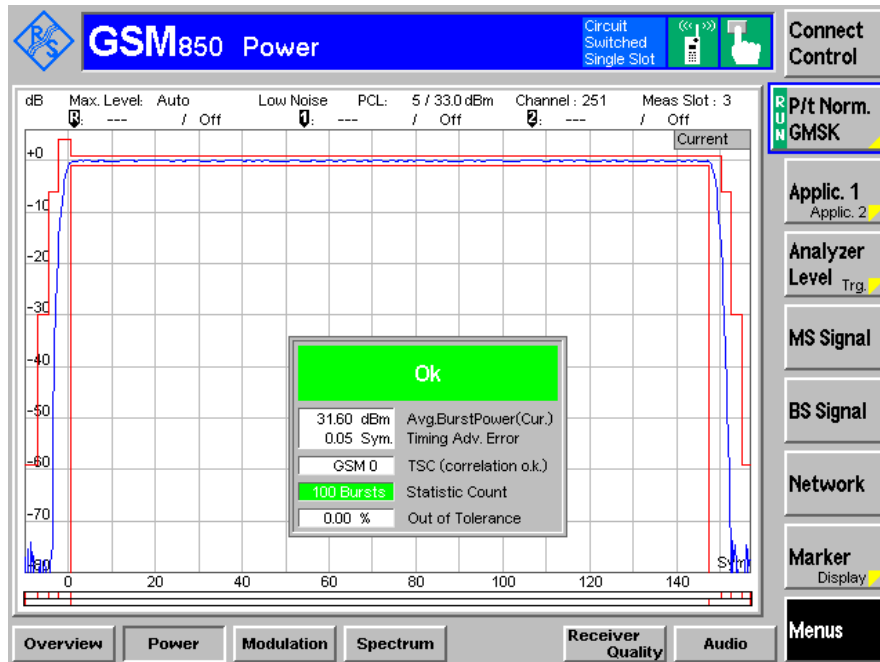 R S
GSM850 Power
Circuit
Switched
Single Slot
Connect
Control
dB Max. Level: Auto Low Noise PCL: 5 / 33.0 dBm Channel : 251 Meas Slot : 3
R: --- / Off 1: --- / Off 2: --- / Off
Current
+0
-10
-20
-30
-40
-50
-60
-70
-80
Sym
0 20 40 60 80 100 120 140
Ok
31.60 dBm Avg.BurstPower(Cur.)
0.05 Sym. Timing Adv. Error
GSM 0 TSC (correlation o.k.)
100 Bursts Statistic Count
0.00 % Out of Tolerance
RUN
P/t Norm.
GMSK
Applic. 1
Applic. 2
Analyzer
Level Trg.
MS Signal
BS Signal
Network
Marker
Display
Menus
Overview Power Modulation Spectrum Receiver Quality Audio